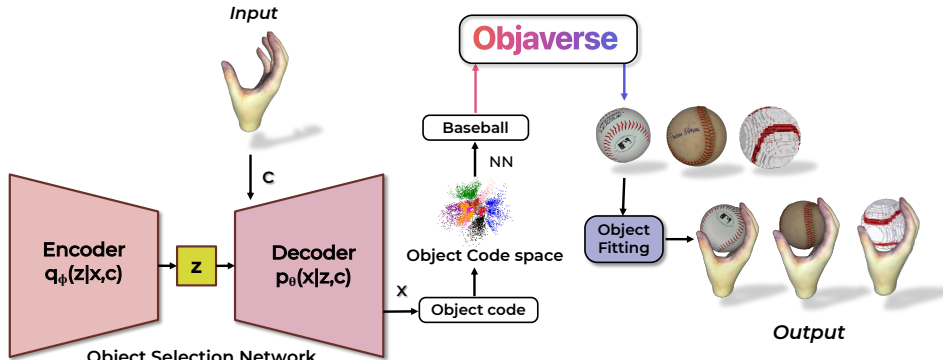 Input
Objaverse
Baseball
NN
C
Encoder
qϕ(z|x,c)
z
Decoder
pθ(x|z,c)
Object Code space
x
Object code
Object
Fitting
Output
Object Selection Network